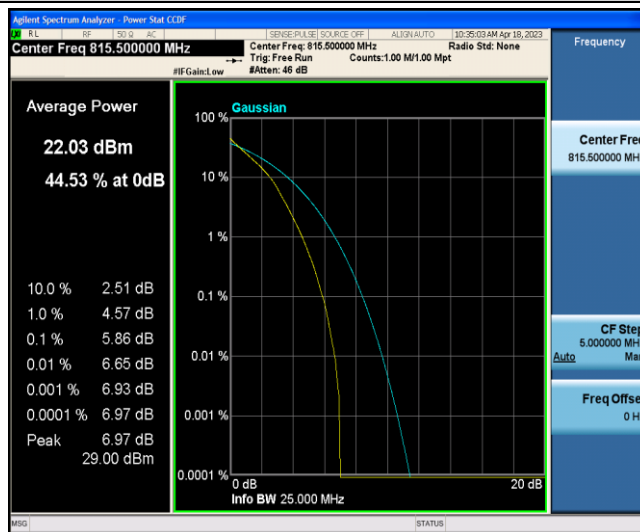 Agilent Spectrum Analyzer - Power Stat CCDF
RL RF 50 Ω AC SENSE:PULSE SOURCE OFF ALIGN AUTO 10:35:03 AM Apr 18, 2023
Center Freq 815.500000 MHz
Center Freq: 815.500000 MHz Radio Std: None
Trig: Free Run Counts:1.00 M/1.00 Mpt
#IFGain:Low #Atten: 46 dB
Frequency
Average Power
22.03 dBm
44.53 % at 0dB
10.0 % 2.51 dB
1.0 % 4.57 dB
0.1 % 5.86 dB
0.01 % 6.65 dB
0.001 % 6.93 dB
0.0001 % 6.97 dB
Peak 6.97 dB
29.00 dBm
Gaussian
100 %
10 %
1 %
0.1 %
0.01 %
0.001 %
0.0001 %
0 dB 20 dB
Info BW 25.000 MHz
Center Fre
815.500000 MH
CF Ste
5.000000 MH
Auto Ma
Freq Offse
0 H
MSG STATUS